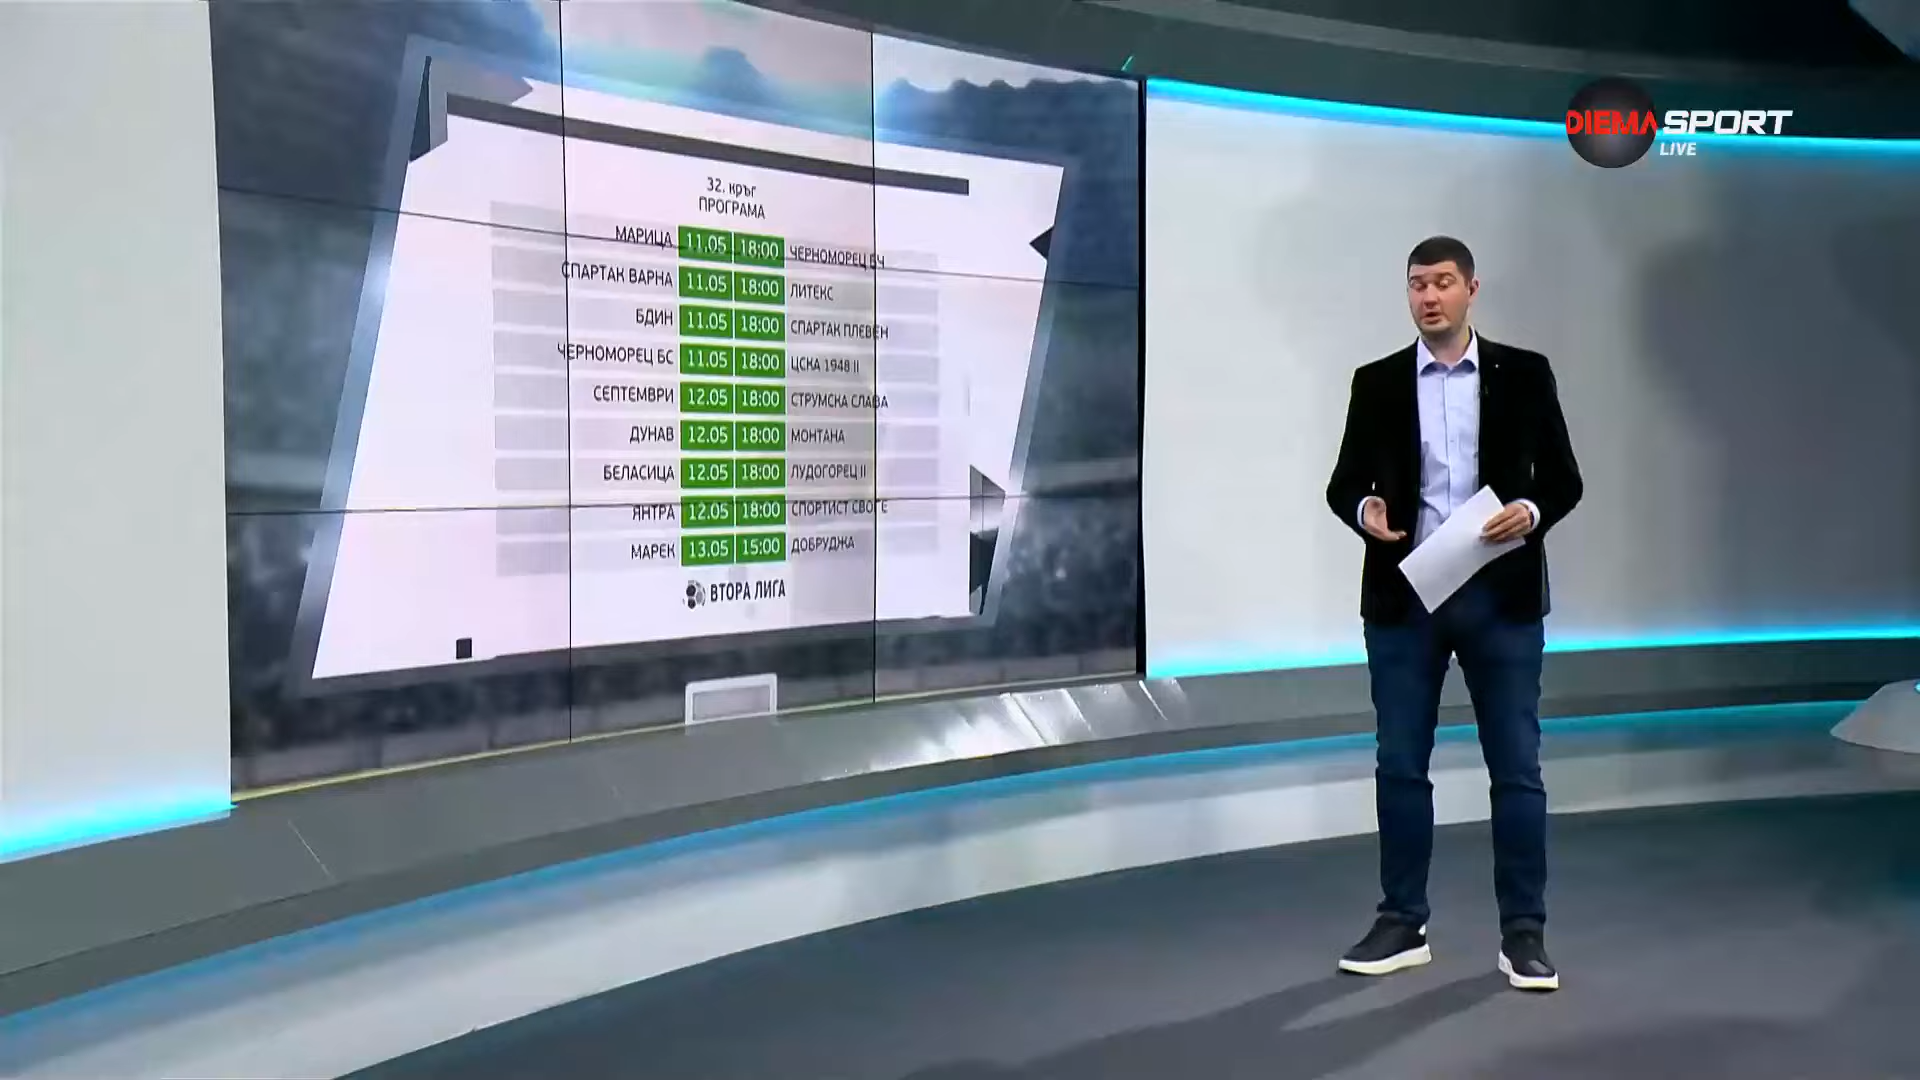 DIEMA SPORT
LIVE
32. кръг
ПРОГРАМА
МАРИЦА 11.05 18:00 ЧЕРНОМОРЕЦ БЧ
СПАРТАК ВАРНА 11.05 18:00 ЛИТЕКС
БДИН 11.05 18:00 СПАРТАК ПЛЕВЕН
ЧЕРНОМОРЕЦ БС 11.05 18:00 ЦСКА 1948 II
СЕПТЕМВРИ 12.05 18:00 СТРУМСКА СЛАВА
ДУНАВ 12.05 18:00 МОНТАНА
БЕЛАСИЦА 12.05 18:00 ЛУДОГОРЕЦ II
ЯНТРА 12.05 18:00 СПОРТИСТ СВОГЕ
МАРЕК 13.05 15:00 ДОБРУДЖА
ВТОРА ЛИГА